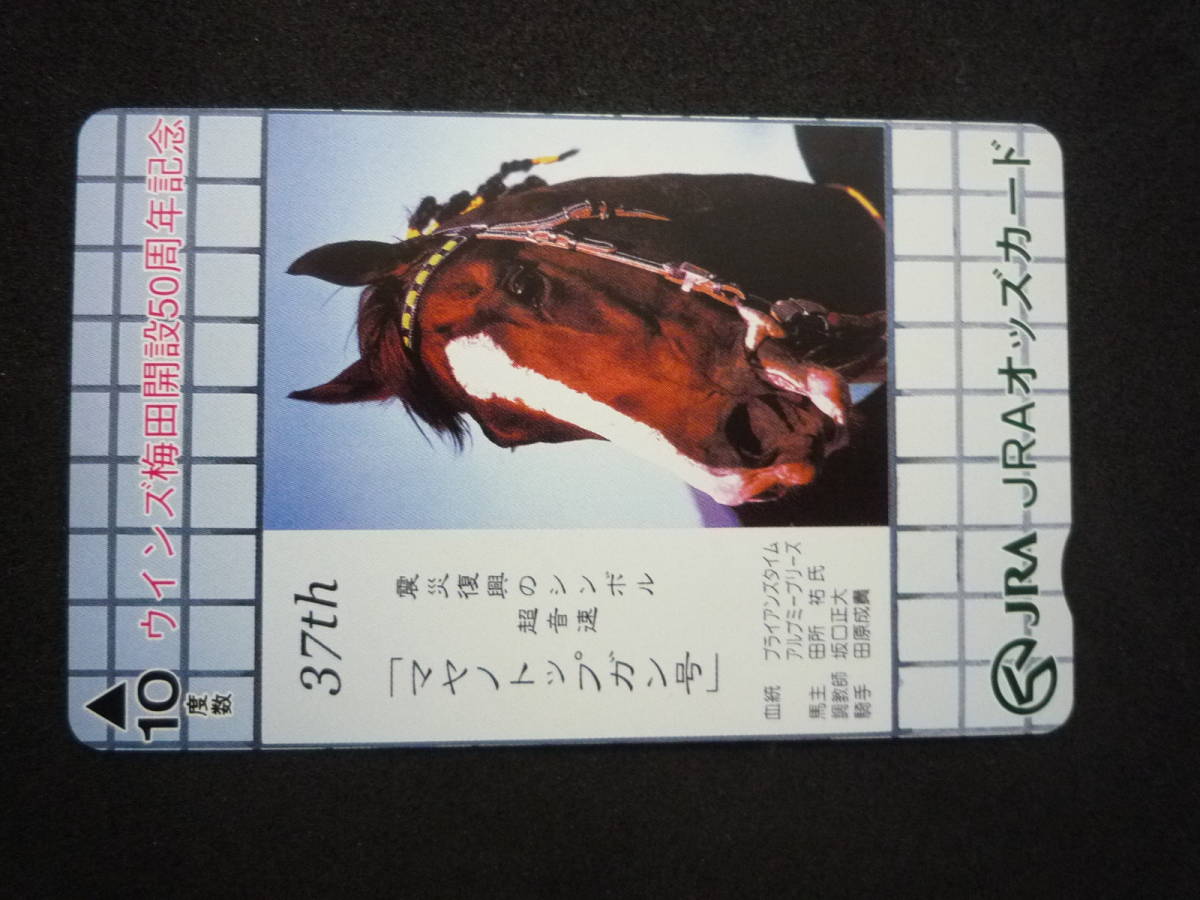 10
度数
ウインズ梅田開設50周年記念
37th
震災復興のシンボル
超音速
「マヤノトップガン号」
血統 ブライアンズタイム
アルプミープリーズ
馬主 田所 祐 氏
調教師 坂口正大
騎手 田原成貴
JRA JRAオッズカード